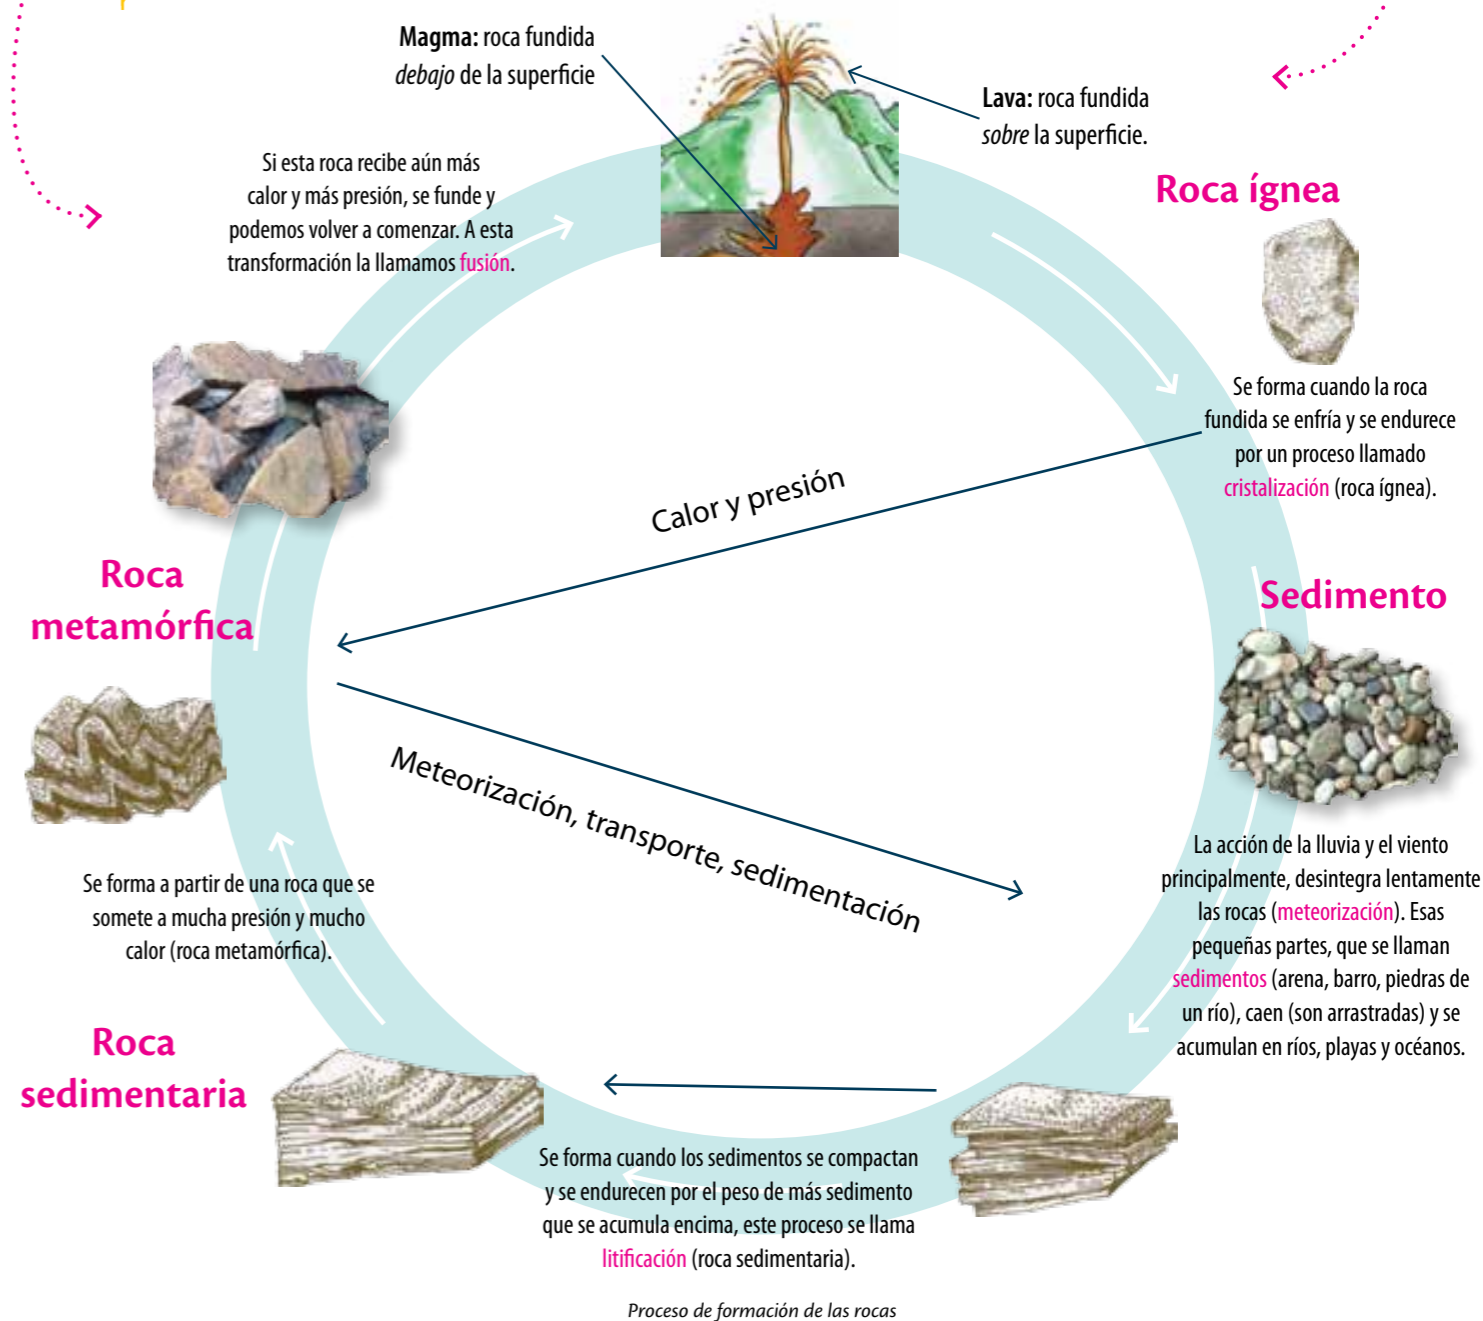 Magma: roca fundida
debajo de la superficie
Lava: roca fundida
sobre la superficie.
Si esta roca recibe aún más
calor y más presión, se funde y
podemos volver a comenzar. A esta
transformación la llamamos fusión.
Roca ígnea
Se forma cuando la roca
fundida se enfría y se endurece
por un proceso llamado
cristalización (roca ígnea).
Calor y presión
Roca
metamórfica
Sedimento
Meteorización, transporte, sedimentación
La acción de la lluvia y el viento
principalmente, desintegra lentamente
las rocas (meteorización). Esas
pequeñas partes, que se llaman
sedimentos (arena, barro, piedras de
un río), caen (son arrastradas) y se
acumulan en ríos, playas y océanos.
Se forma a partir de una roca que se
somete a mucha presión y mucho
calor (roca metamórfica).
Roca
sedimentaria
Se forma cuando los sedimentos se compactan
y se endurecen por el peso de más sedimento
que se acumula encima, este proceso se llama
litificación (roca sedimentaria).
Proceso de formación de las rocas